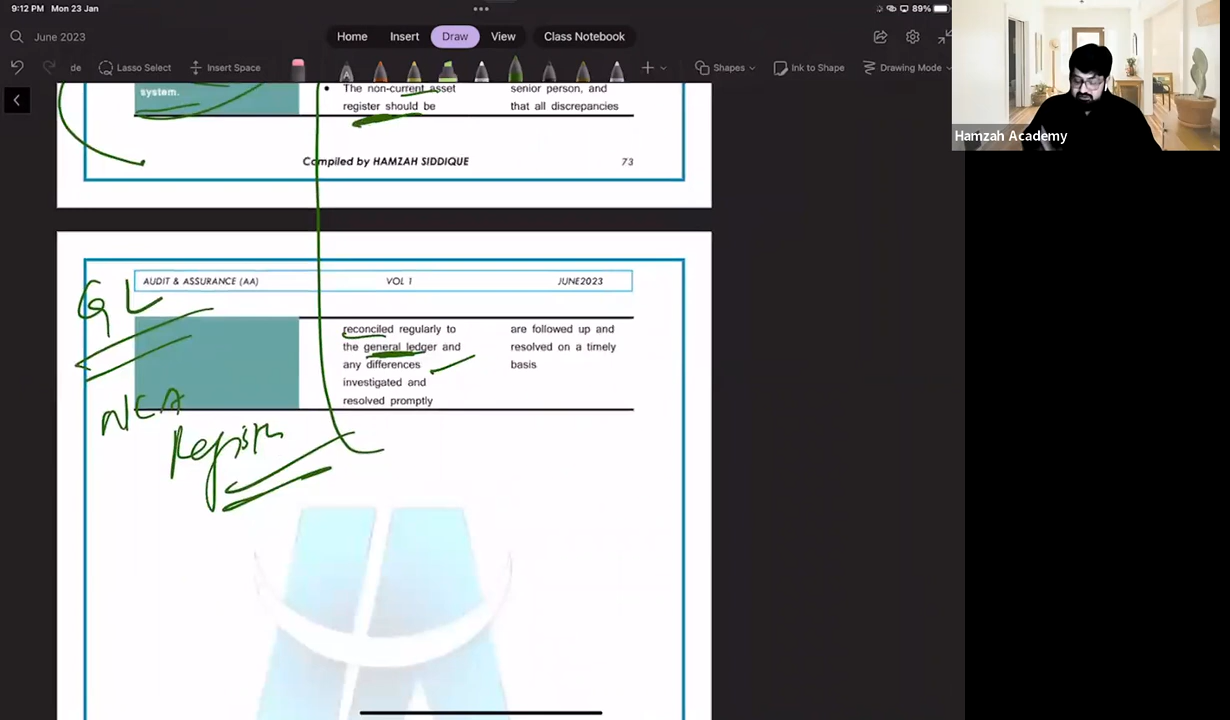 9:12 PM Mon 23 Jan
89%
June 2023
Home Insert Draw View Class Notebook
de Lasso Select Insert Space Shapes Ink to Shape Drawing Mode
Hamzah Academy
system.
• The non-current asset
register should be
senior person, and
that all discrepancies
Compiled by HAMZAH SIDDIQUE 73
AUDIT & ASSURANCE (AA) VOL 1 JUNE2023
GL
reconciled regularly to
the general ledger and
any differences
investigated and
resolved promptly
are followed up and
resolved on a timely
basis
NCA
Register